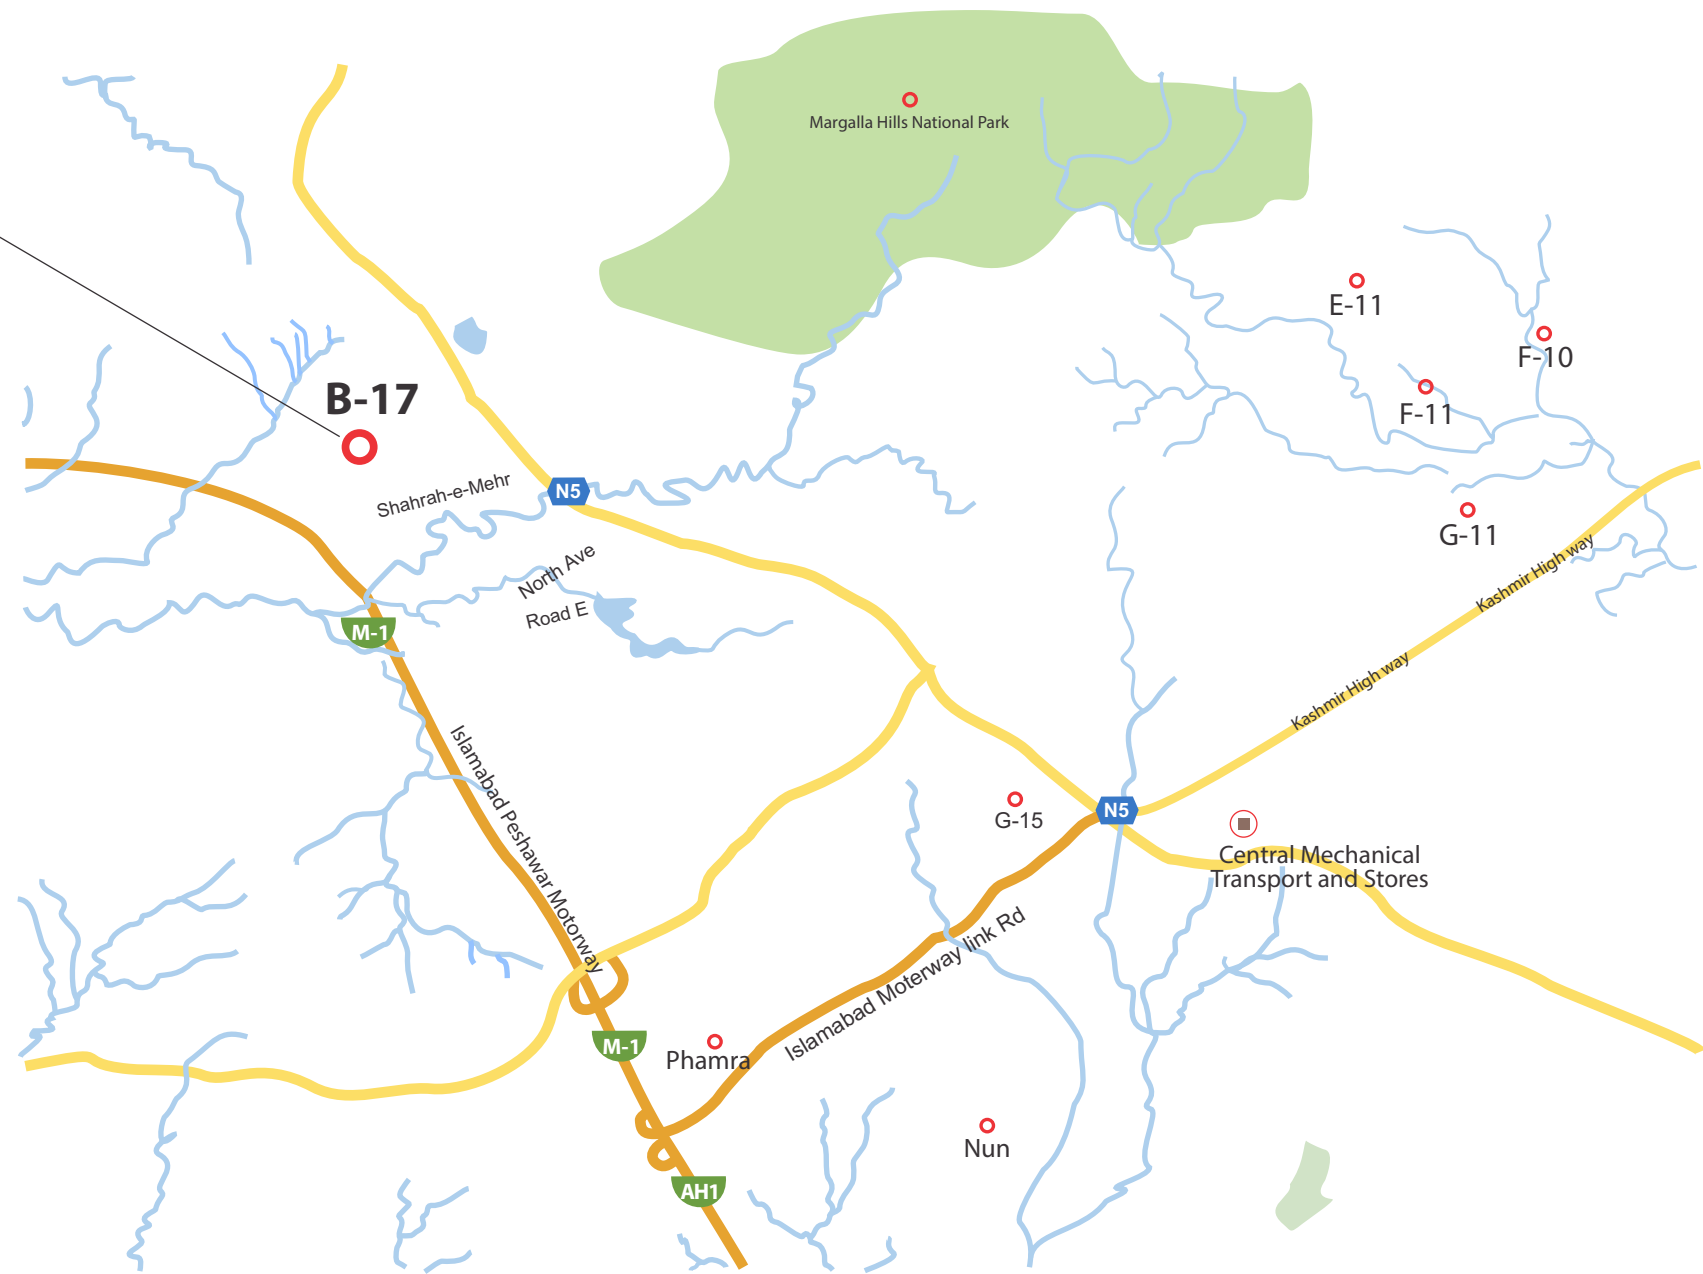 Margalla Hills National Park
E-11
F-10
B-17
F-11
Shahrah-e-Mehr
N5
G-11
North Ave
Kashmir High way
Road E
M-1
Kashmir High way
Islamabad Peshawar Motorway
G-15
N5
Central Mechanical
Transport and Stores
Islamabad Moterway link Rd
M-1
Phamra
Nun
AH1